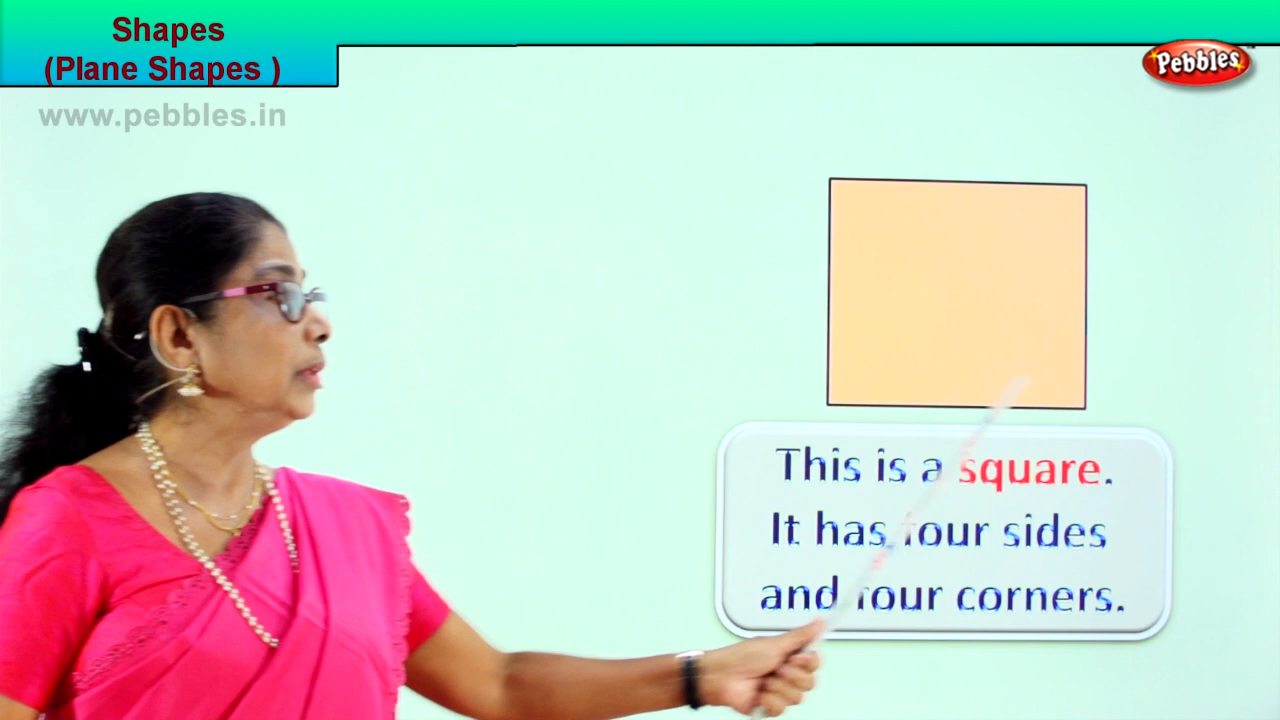 Shapes
(Plane Shapes )
Pebbles
www.pebbles.in
This is a square.
It has four sides
and four corners.